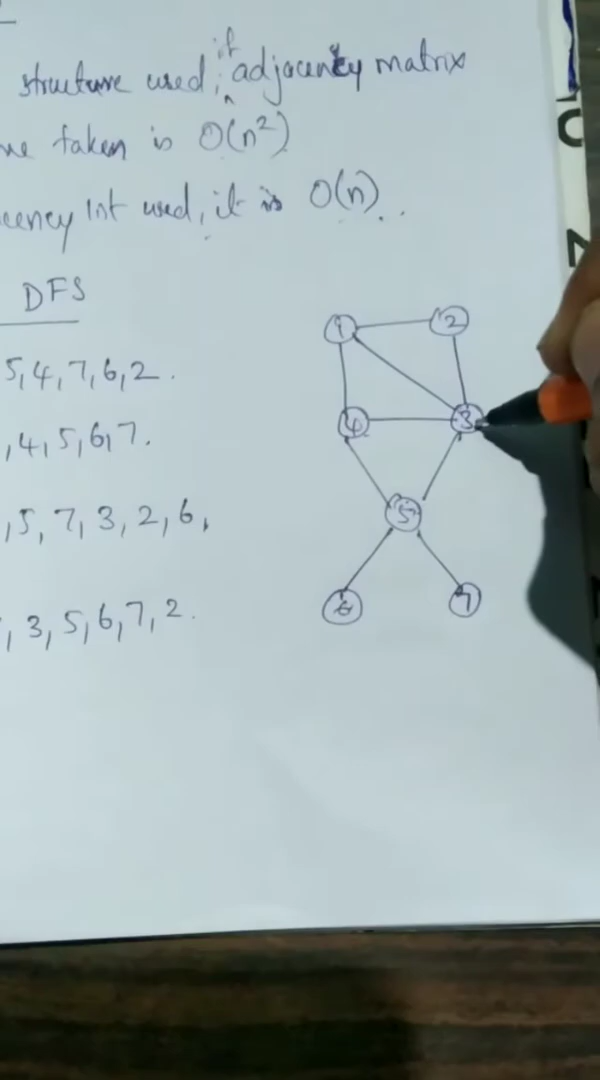 if
structure used, adjacency matrix
me taken is O(n²)
cency int used, it is O(n)..
DFS
5,4,7,6,2.
,4,5,6,7.
,5,7,3,2,6,
,3,5,6,7,2.
1 2
4 3
5
6 7